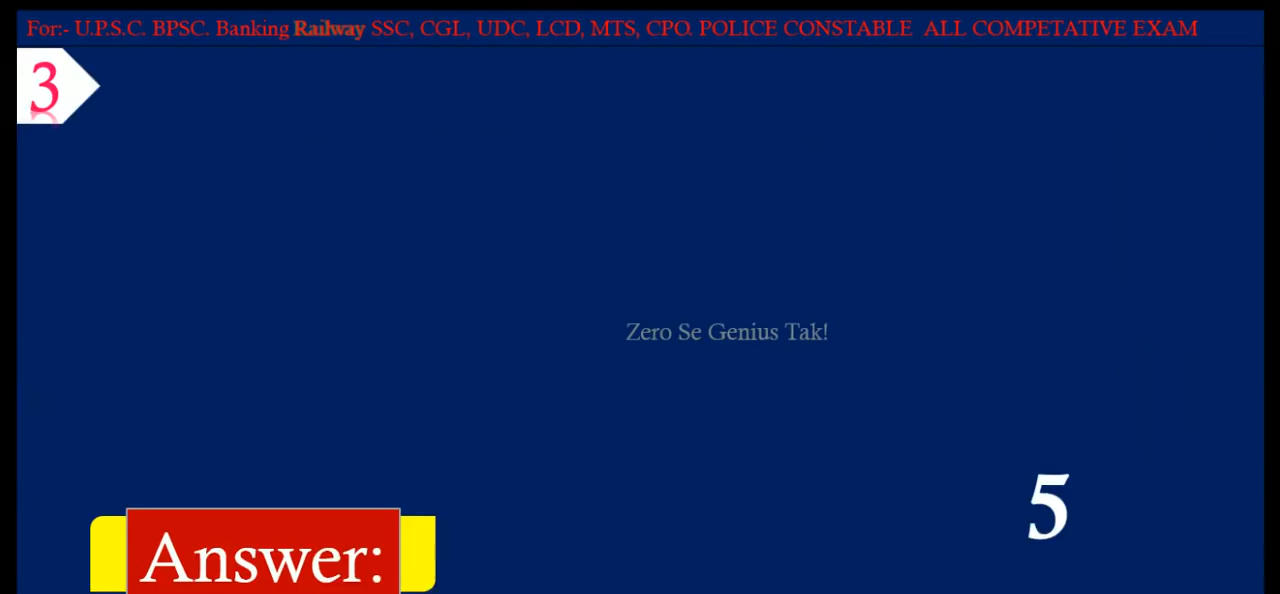 For:- U.P.S.C. BPSC. Banking Railway SSC, CGL, UDC, LCD, MTS, CPO. POLICE CONSTABLE ALL COMPETATIVE EXAM
3
Zero Se Genius Tak!
5
Answer: